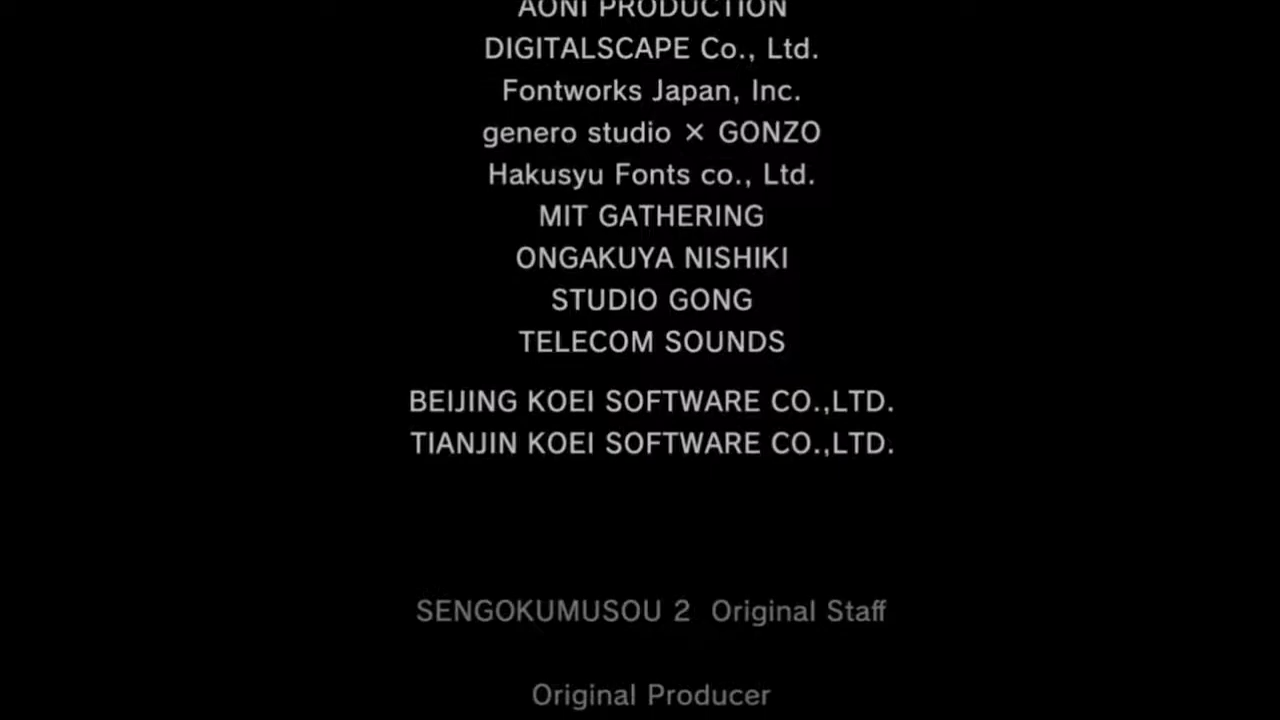 AONI PRODUCTION
DIGITALSCAPE Co., Ltd.
Fontworks Japan, Inc.
genero studio × GONZO
Hakusyu Fonts co., Ltd.
MIT GATHERING
ONGAKUYA NISHIKI
STUDIO GONG
TELECOM SOUNDS
BEIJING KOEI SOFTWARE CO.,LTD.
TIANJIN KOEI SOFTWARE CO.,LTD.
SENGOKUMUSOU 2 Original Staff
Original Producer